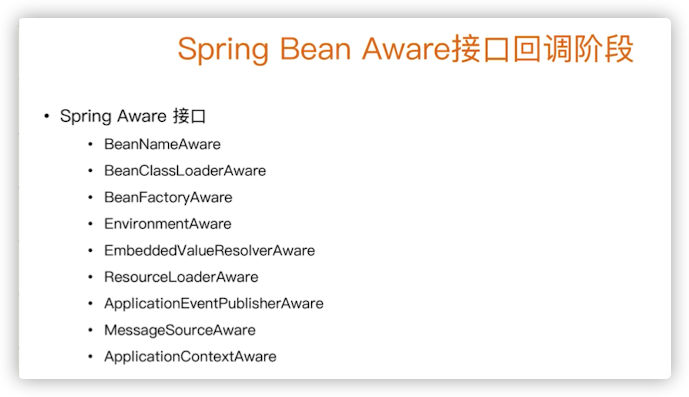 Spring Bean Aware接口回调阶段
• Spring Aware 接口
• BeanNameAware
• BeanClassLoaderAware
• BeanFactoryAware
• EnvironmentAware
• EmbeddedValueResolverAware
• ResourceLoaderAware
• ApplicationEventPublisherAware
• MessageSourceAware
• ApplicationContextAware